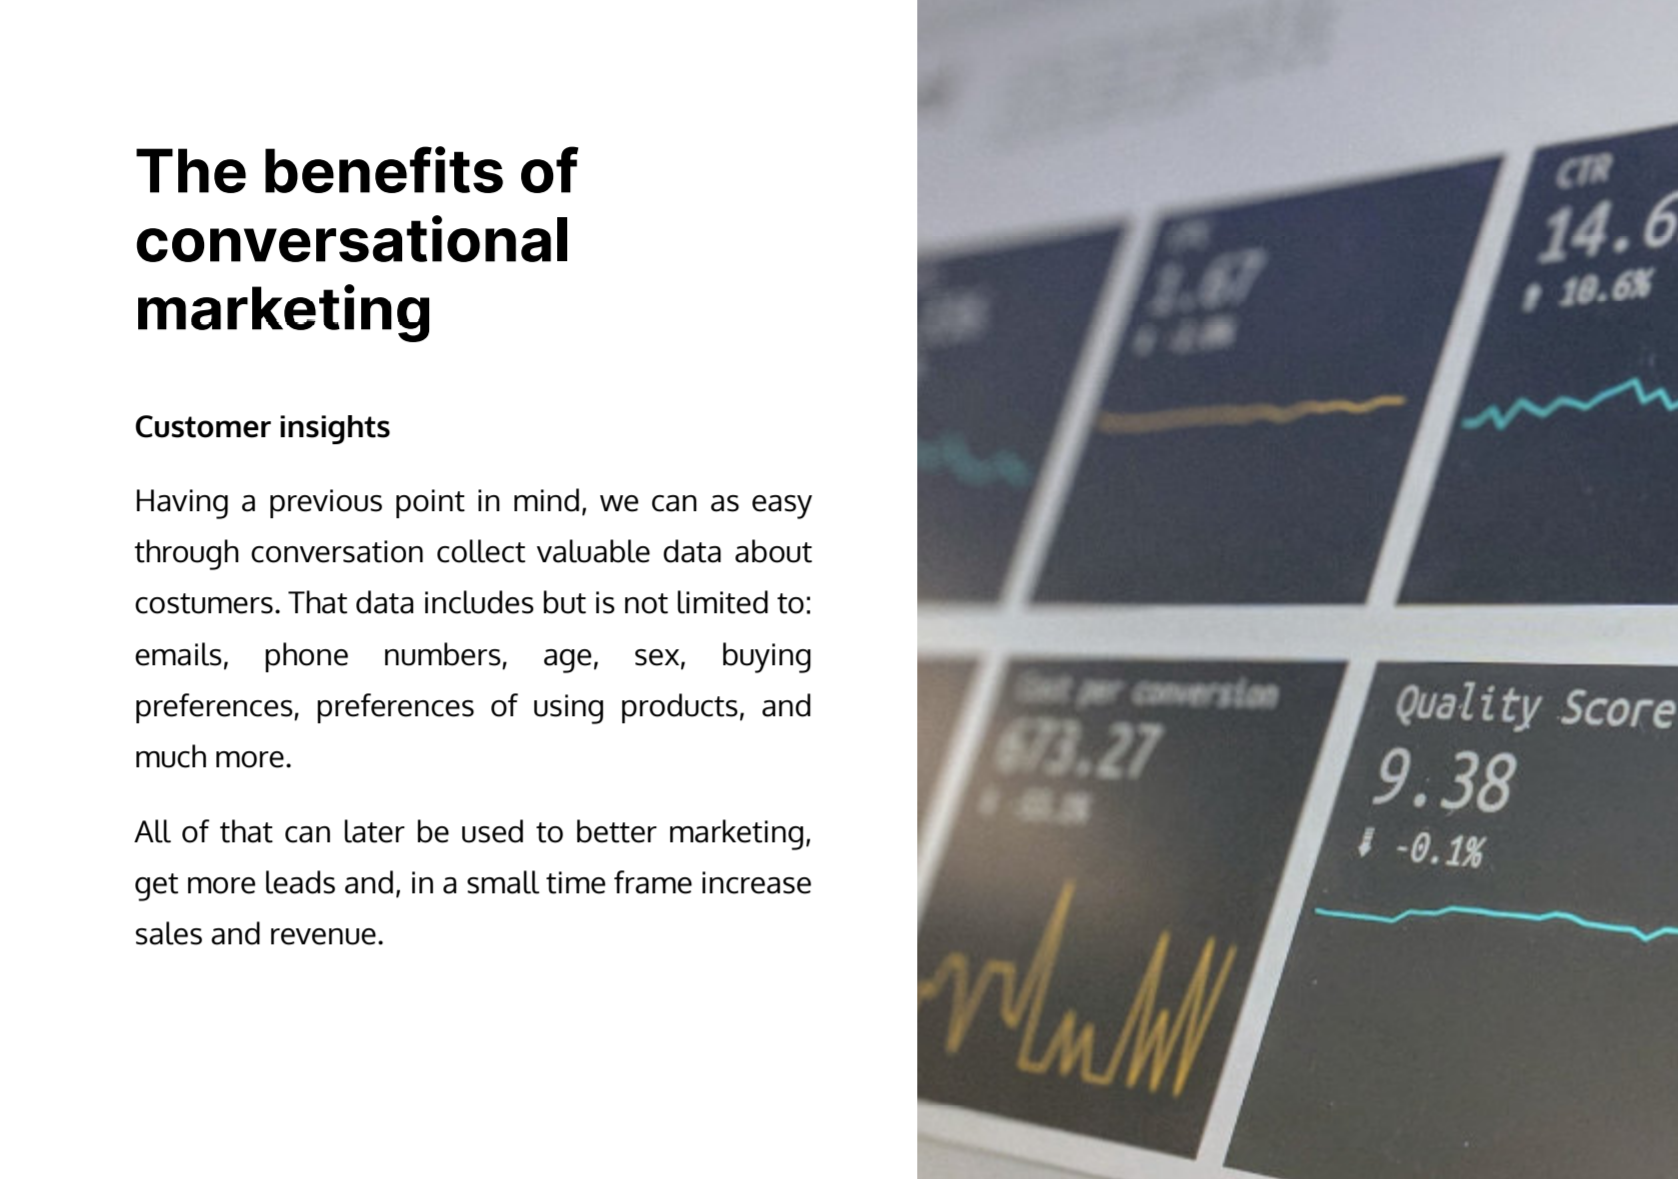 The benefits of
conversational
marketing
Customer insights
Having a previous point in mind, we can as easy
through conversation collect valuable data about
costumers. That data includes but is not limited to:
emails, phone numbers, age, sex, buying
preferences, preferences of using products, and
much more.
All of that can later be used to better marketing,
get more leads and, in a small time frame increase
sales and revenue.
1.67
CTR
14.6
10.6%
Cost per conversion
673.27
Quality Score
9.38
-0.1%